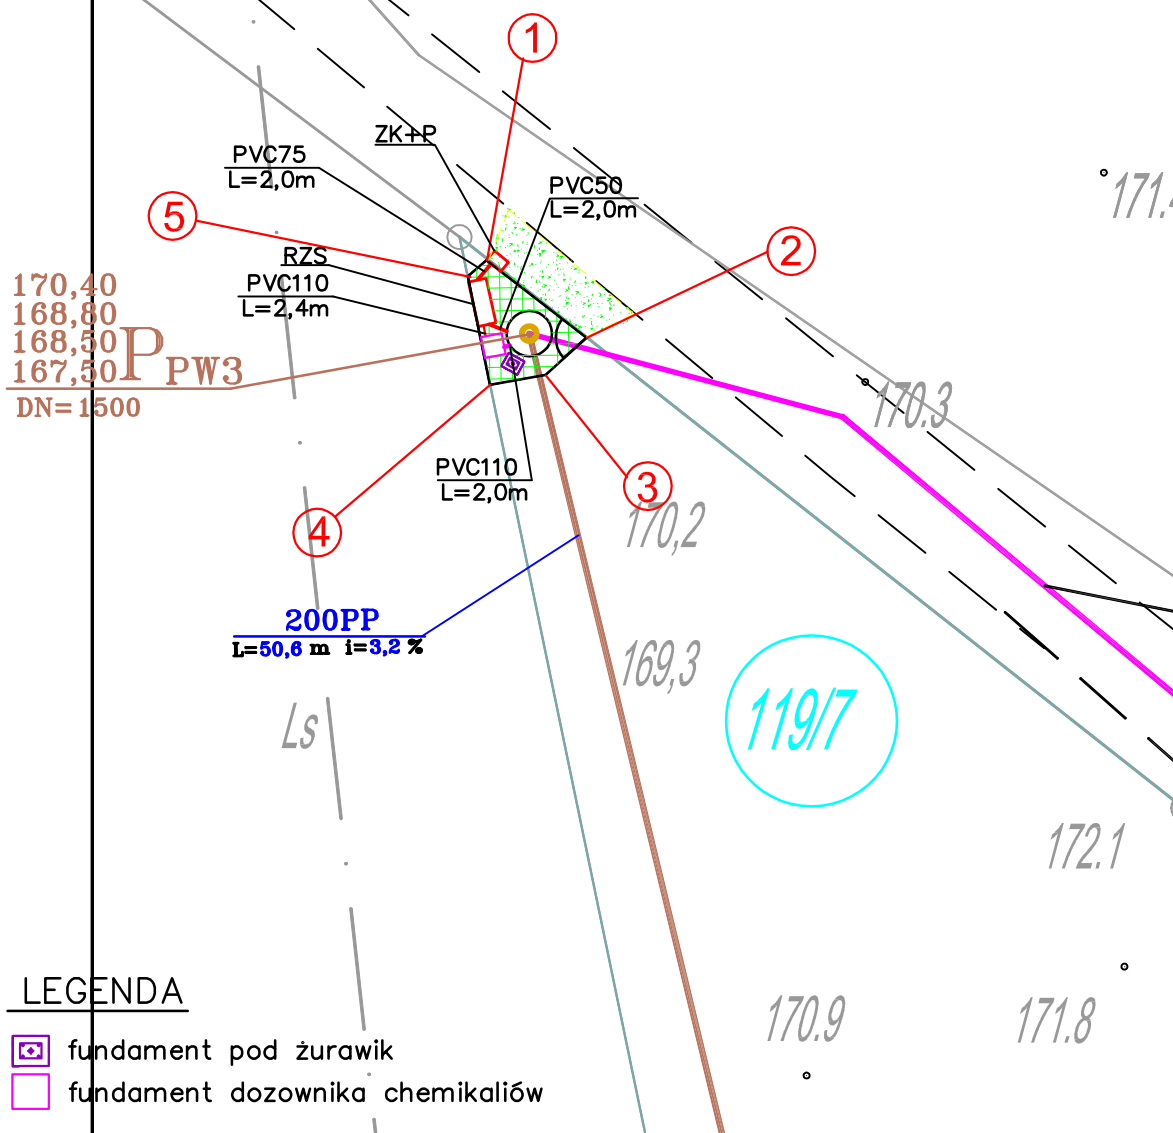 1
ZK+P
PVC75
L=2,0m
PVC50
L=2,0m
171.
5
2
RZS
PVC110
L=2,4m
170,40
168,80
168,50
167,50
P PW3
DN=1500
170.3
PVC110
L=2,0m
3
4
170,2
200PP
L=50,6 m i=3,2 %
169,3
119/7
Ls
172.1
LEGENDA
170.9
171.8
fundament pod żurawik
fundament dozownika chemikaliów